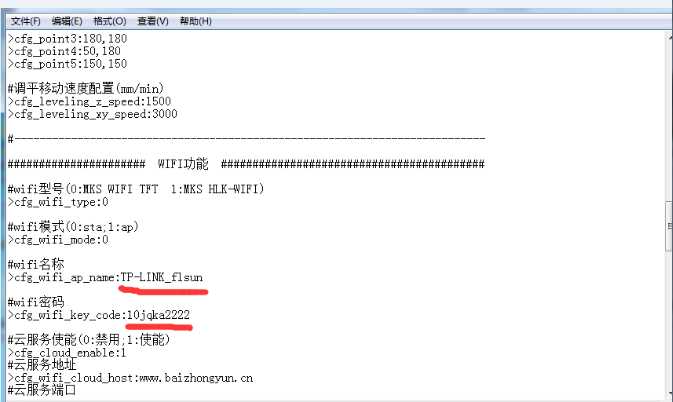 文件(F) 编辑(E) 格式(O) 查看(V) 帮助(H)
>cfg_point3:180,180
>cfg_point4:50,180
>cfg_point5:150,150
#调平移动速度配置(mm/min)
>cfg_leveling_z_speed:1500
>cfg_leveling_xy_speed:3000
#---------------------------------------------------------------------------
###################### WIFI功能 ##########################################
#wifi型号(0:MKS WIFI TFT 1:MKS HLK-WIFI)
>cfg_wifi_type:0
#wifi模式(0:sta;1:ap)
>cfg_wifi_mode:0
#wifi名称
>cfg_wifi_ap_name:TP-LINK_flsun
#wifi密码
>cfg_wifi_key_code:10jqka2222
#云服务使能(0:禁用;1:使能)
>cfg_cloud_enable:1
#云服务地址
>cfg_wifi_cloud_host:www.baizhongyun.cn
#云服务端口